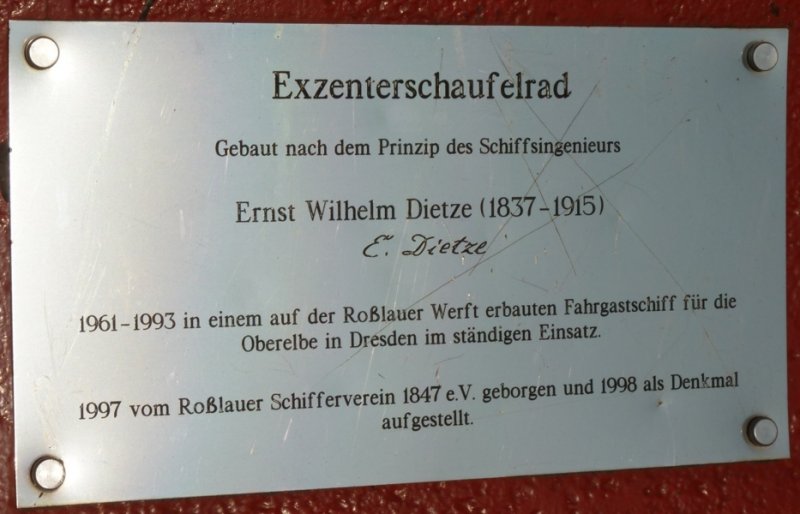 Exzenterschaufelrad
Gebaut nach dem Prinzip des Schiffsingenieurs
Ernst Wilhelm Dietze (1837-1915)
E. Dietze
1961-1993 in einem auf der Roßlauer Werft erbauten Fahrgastschiff für die
Oberelbe in Dresden im ständigen Einsatz.
1997 vom Roßlauer Schifferverein 1847 e.V. geborgen und 1998 als Denkmal
aufgestellt.